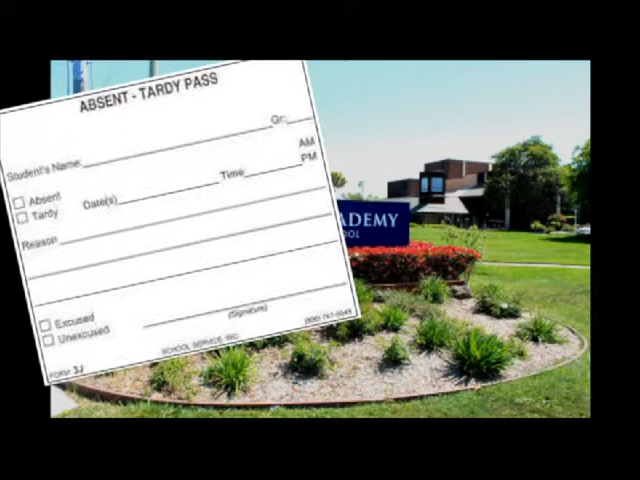 ABSENT - TARDY PASS
Gr:
Student's Name:
AM
PM
Absent
Tardy
Date(s)
Time
Reason
Excused
Unexcused
(Signature)
SCHOOL SERVICE, INC.
FORM 3J
ADEMY
OOL